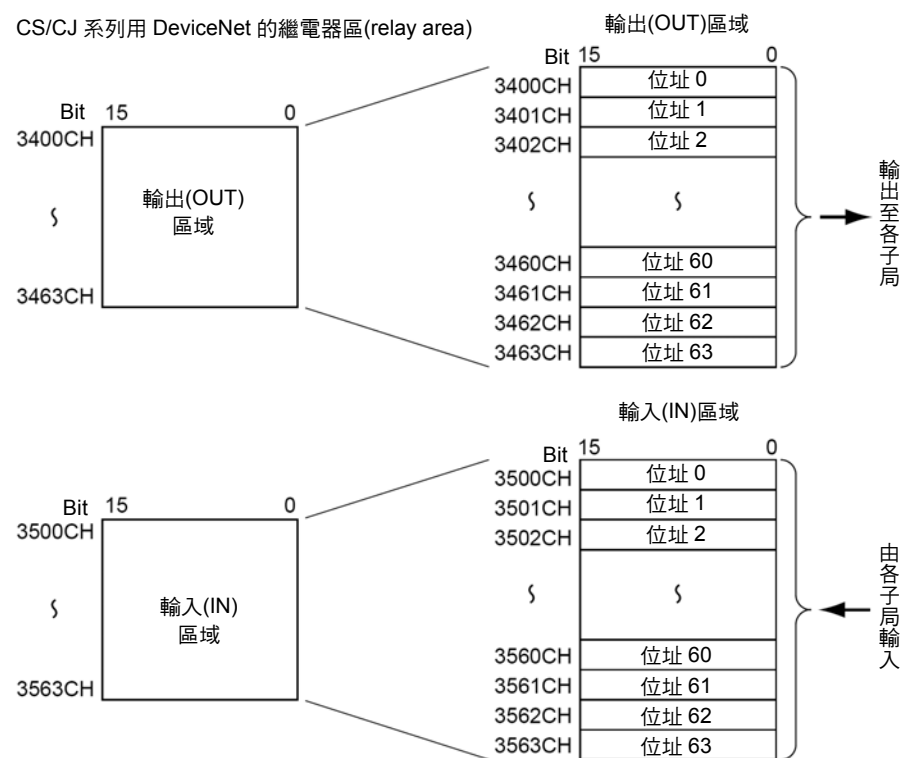 CS/CJ 系列用 DeviceNet 的繼電器區(relay area)
Bit 15 0
3400CH
∫
3463CH
輸出(OUT)
區域
輸出(OUT)區域
Bit 15 0
3400CH 位址 0
3401CH 位址 1
3402CH 位址 2
∫ ∫
3460CH 位址 60
3461CH 位址 61
3462CH 位址 62
3463CH 位址 63
輸出至各子局
Bit 15 0
3500CH
∫
3563CH
輸入(IN)
區域
輸入(IN)區域
Bit 15 0
3500CH 位址 0
3501CH 位址 1
3502CH 位址 2
∫ ∫
3560CH 位址 60
3561CH 位址 61
3562CH 位址 62
3563CH 位址 63
由各子局輸入